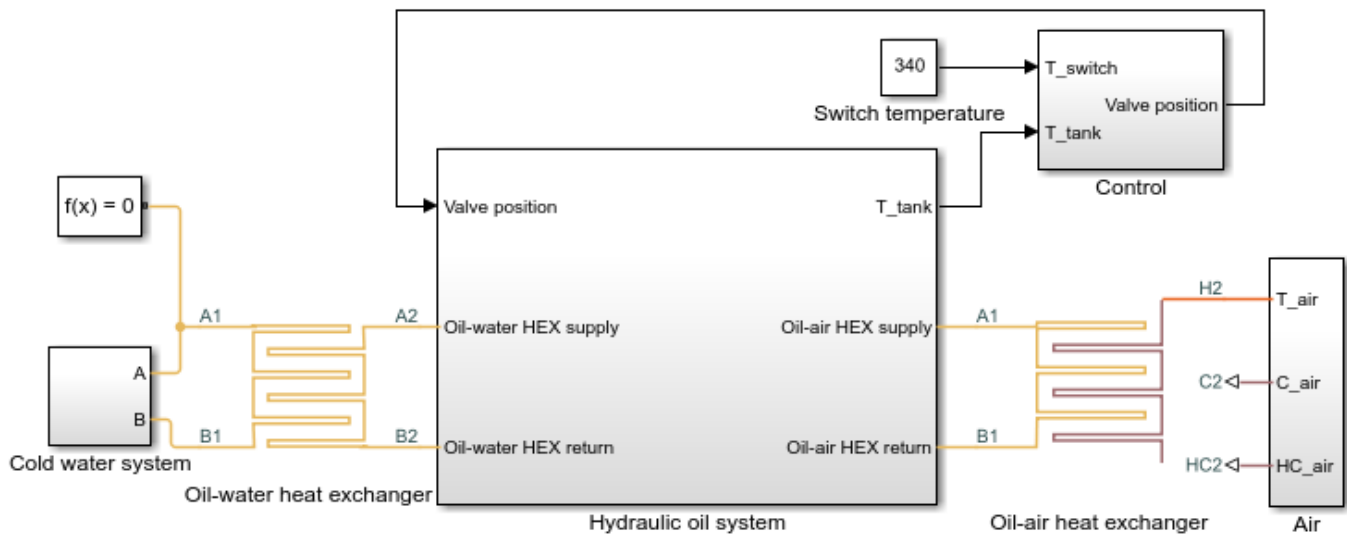 340
Switch temperature
T_switch
T_tank
Valve position
Control
f(x) = 0
Valve position
T_tank
A1
A2
Oil-water HEX supply
Oil-air HEX supply
A1
H2
T_air
A
B
Cold water system
B1
B2
Oil-water HEX return
Oil-air HEX return
B1
C2
C_air
HC2
HC_air
Oil-water heat exchanger
Hydraulic oil system
Oil-air heat exchanger
Air